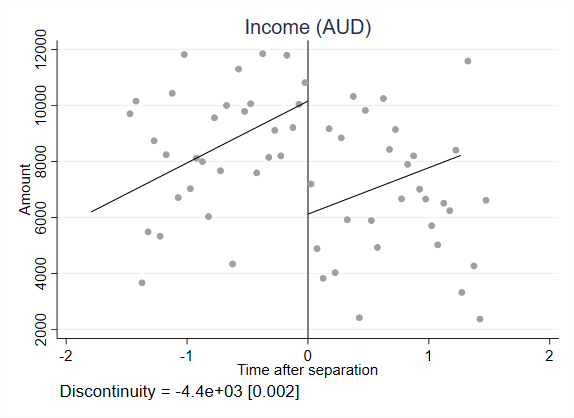 Income (AUD)
12000
10000
8000
6000
4000
2000
Amount
-2
-1
0
1
2
Time after separation
Discontinuity = -4.4e+03 [0.002]